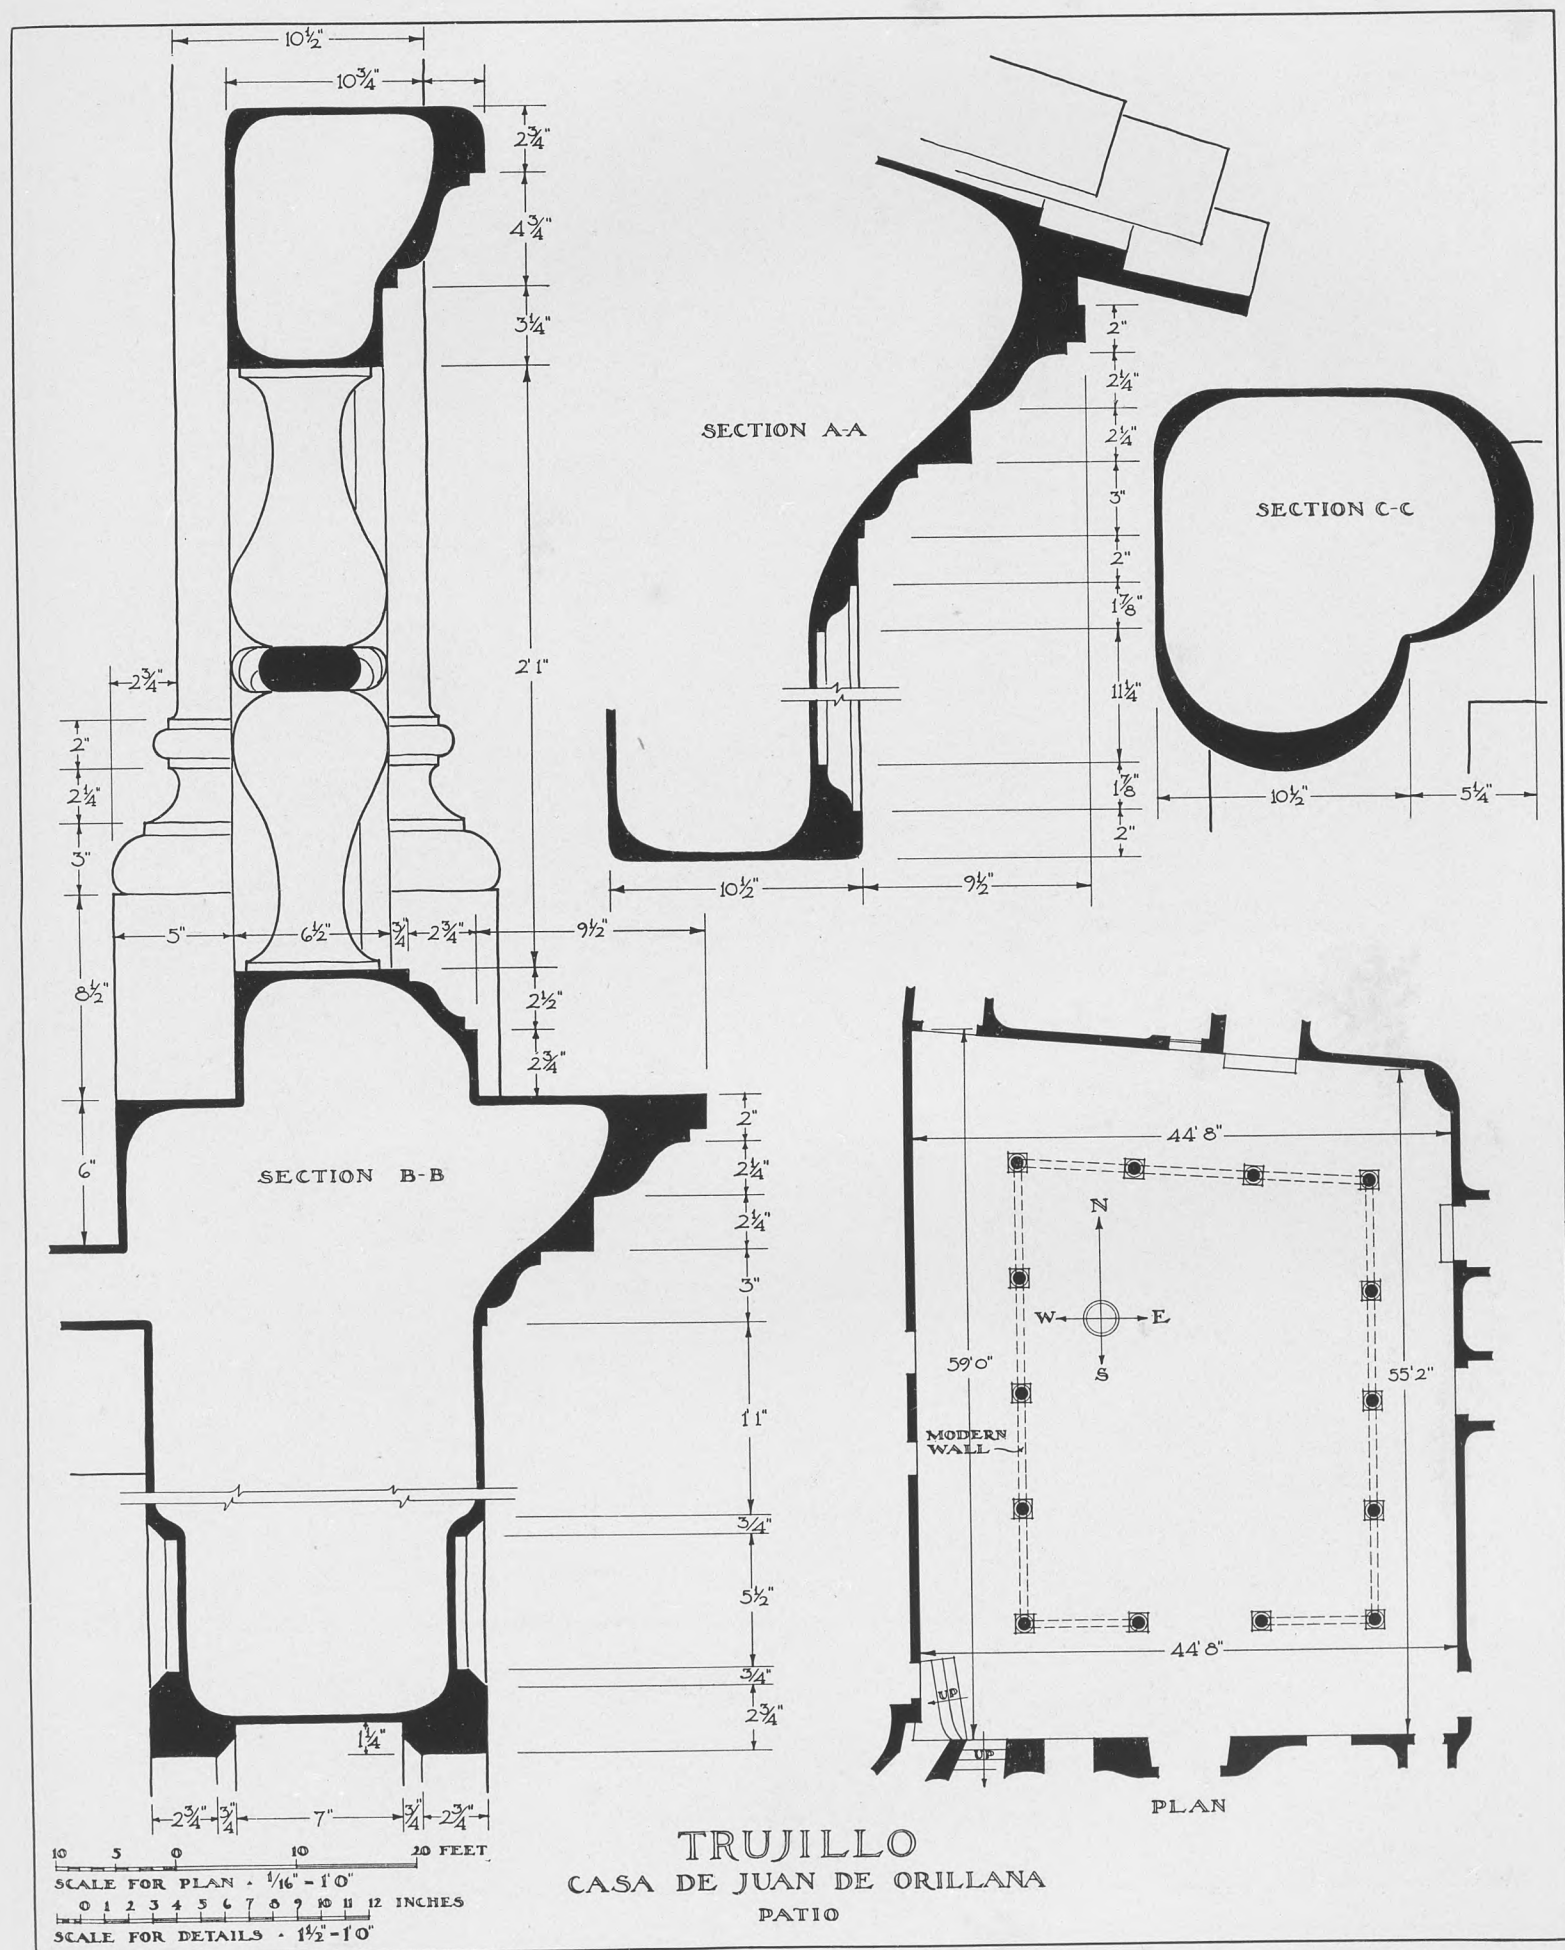 10½"
10¾"
2¾"
4¾"
3¼"
2'1"
2¾"
2"
2¼"
3"
8½"
6"
5"
6½"
¾"
2¾"
9½"
2½"
2¾"
SECTION B-B
2"
2¼"
2¼"
3"
1'1"
3/4"
5½"
3/4"
2¾"
1¼"
2¾"
¾"
7"
¾"
2¾"
SECTION A-A
2"
2¼"
2¼"
3"
2"
1⅞"
11¼"
1⅞"
2"
10½"
9½"
SECTION C-C
10½"
5¼"
44'8"
N
W
E
S
59'0"
55'2"
MODERN
WALL
44'8"
UP
UP
PLAN
TRUJILLO
CASA DE JUAN DE ORILLANA
PATIO
10 5 0 10 20 FEET
SCALE FOR PLAN · 1/16" - 1'0"
0 1 2 3 4 5 6 7 8 9 10 11 12 INCHES
SCALE FOR DETAILS · 1½" - 1'0"